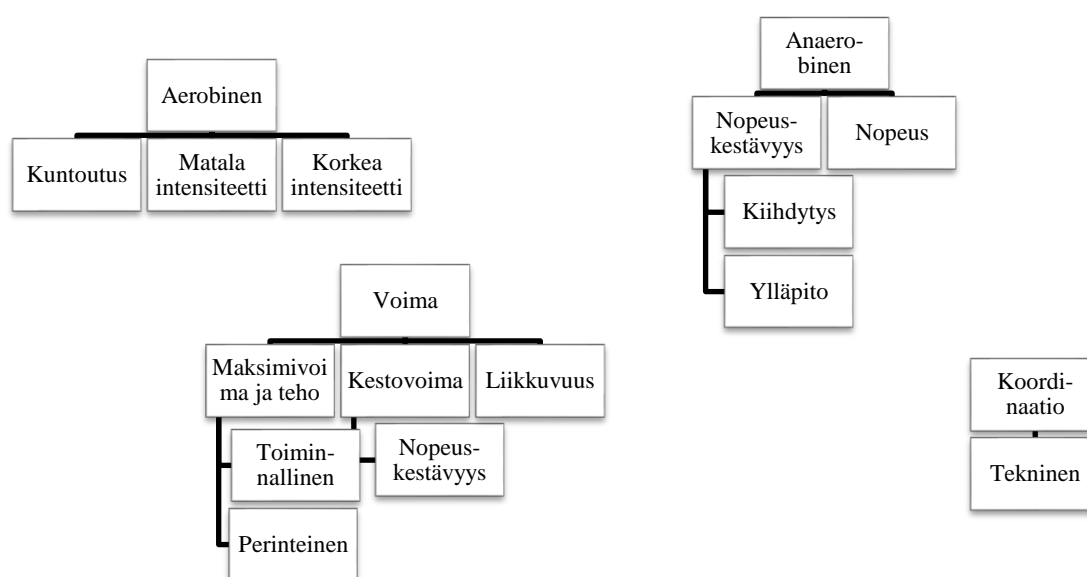 Aerobinen
Kuntoutus
Matala
intensiteetti
Korkea
intensiteetti
Anaero-
binen
Nopeus-
kestävyys
Nopeus
Kiihdytys
Ylläpito
Voima
Maksimivoi
ma ja teho
Kestovoima
Liikkuvuus
Toimin-
nallinen
Nopeus-
kestävyys
Perinteinen
Koordi-
naatio
Tekninen